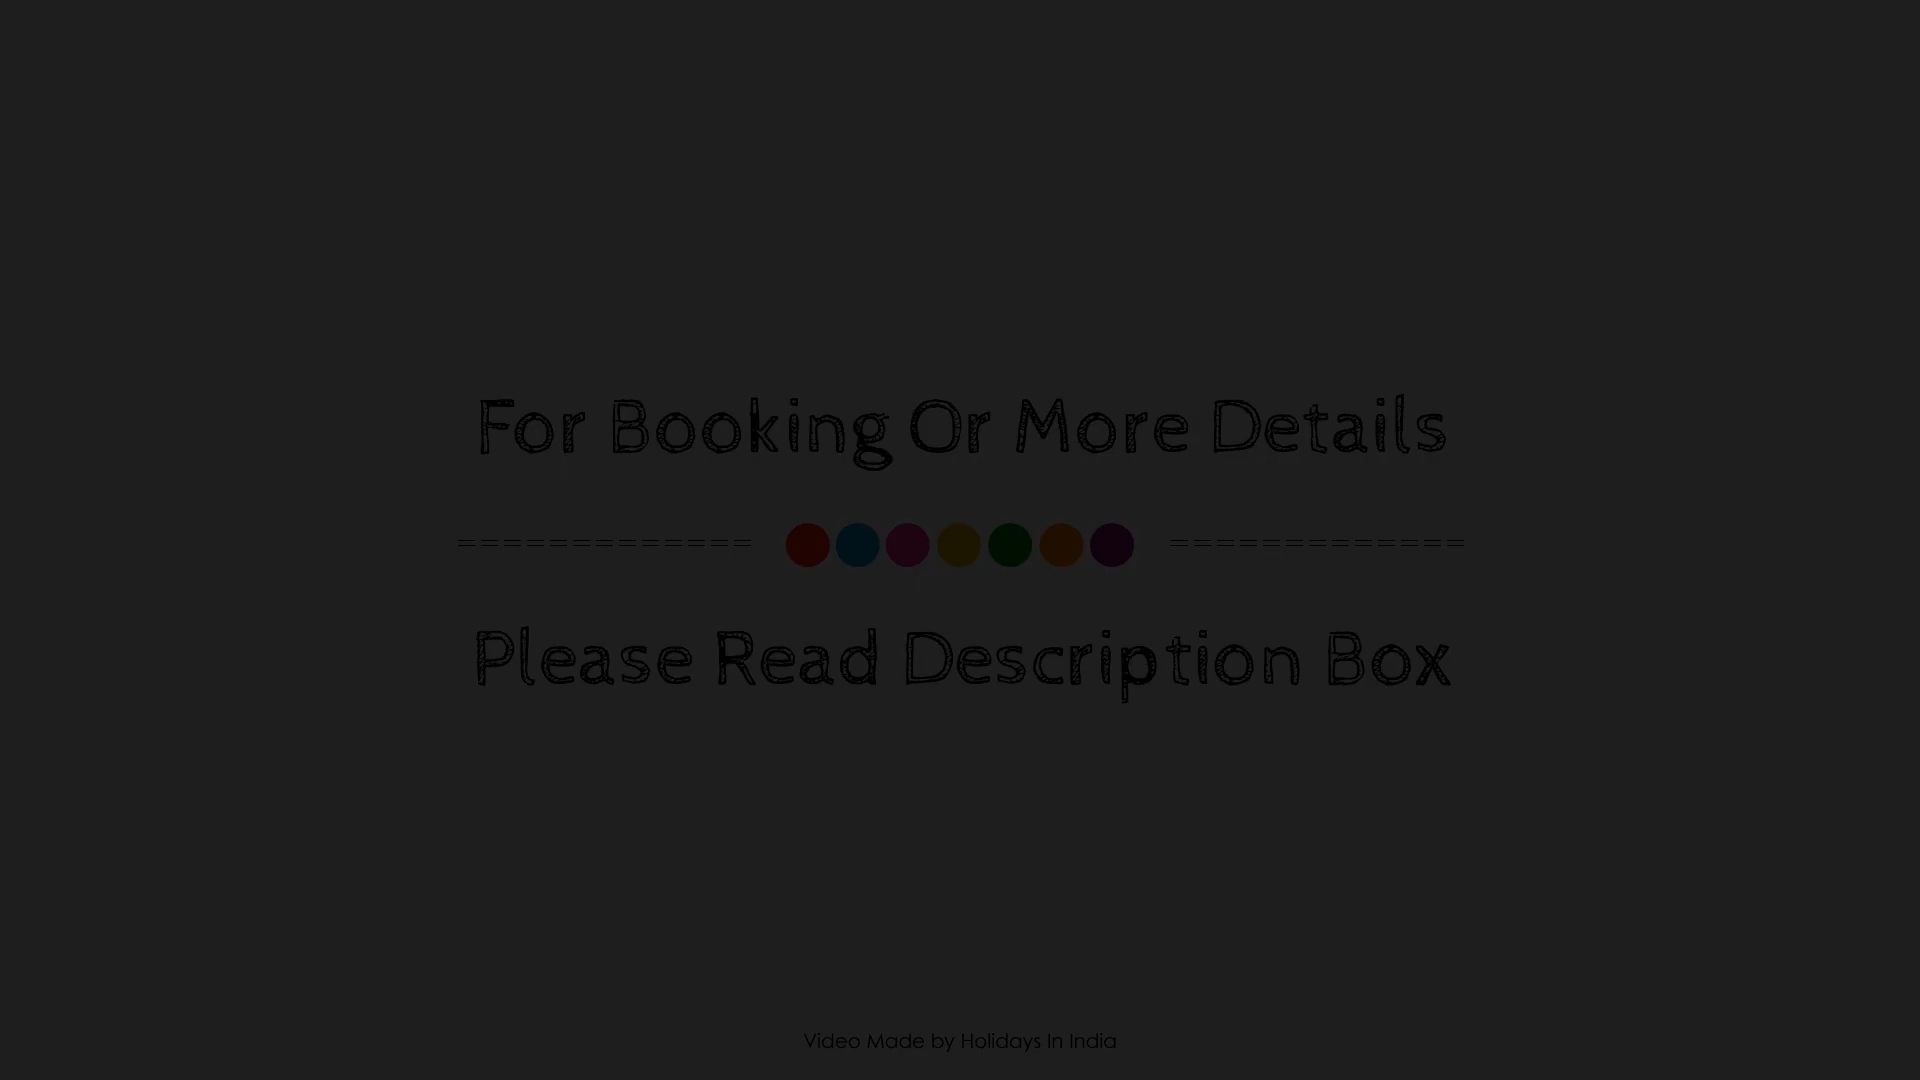 For Booking Or More Details
============= =============
Please Read Description Box
Video Made by Holidays In India